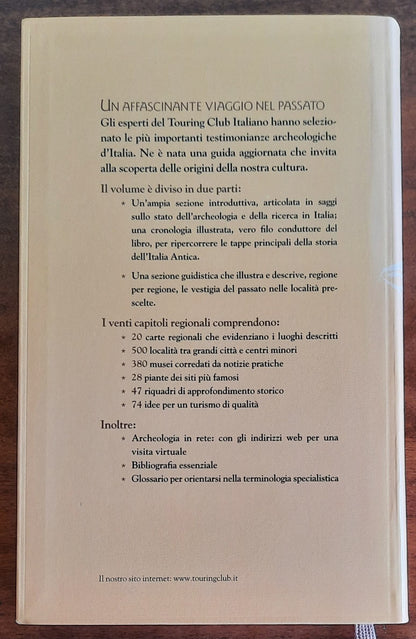 UN AFFASCINANTE VIAGGIO NEL PASSATO
Gli esperti del Touring Club Italiano hanno selezio-
nato le più importanti testimonianze archeologiche
d'Italia. Ne è nata una guida aggiornata che invita
alla scoperta delle origini della nostra cultura.
Il volume è diviso in due parti:
* Un'ampia sezione introduttiva, articolata in saggi
sullo stato dell'archeologia e della ricerca in Italia;
una cronologia illustrata, vero filo conduttore del
libro, per ripercorrere le tappe principali della storia
dell'Italia Antica.
* Una sezione guidistica che illustra e descrive, regione
per regione, le vestigia del passato nelle località pre-
scelte.
I venti capitoli regionali comprendono:
* 20 carte regionali che evidenziano i luoghi descritti
* 500 località tra grandi città e centri minori
* 380 musei corredati da notizie pratiche
* 28 piante dei siti più famosi
* 47 riquadri di approfondimento storico
* 74 idee per un turismo di qualità
Inoltre:
* Archeologia in rete: con gli indirizzi web per una
visita virtuale
* Bibliografia essenziale
* Glossario per orientarsi nella terminologia specialistica
Il nostro sito internet: www.touringclub.it